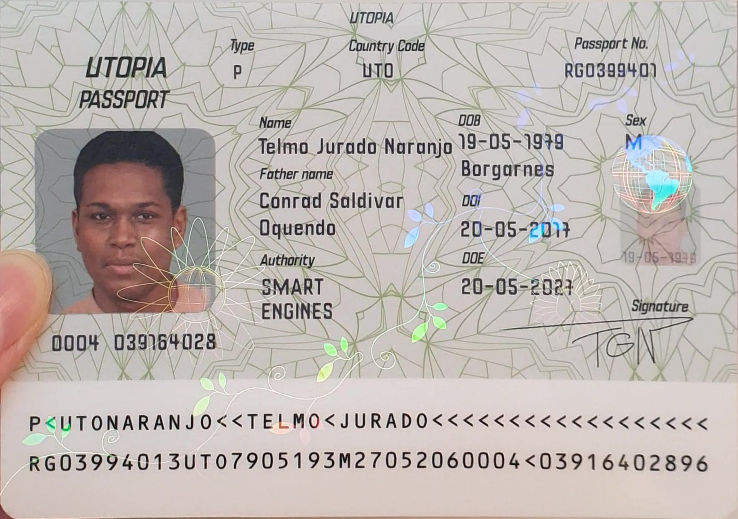 UTOPIA
UTOPIA
PASSPORT
Type
P
Country Code
UTO
Passport No.
RG0399401
Name
Telmo Jurado Naranjo
DOB
19-05-1979
Sex
M
Borgarnes
Father name
Conrad Saldivar
Oquendo
DOI
20-05-2017
Authority
SMART
ENGINES
DOE
20-05-2027
19-05-1979
Signature
TGN
0004 039164028
P<UTONARANJO<<TELMO<JURADO<<<<<<<<<<<<<<<<<<
RG03994013UTO7905193M27052060004<03916402896